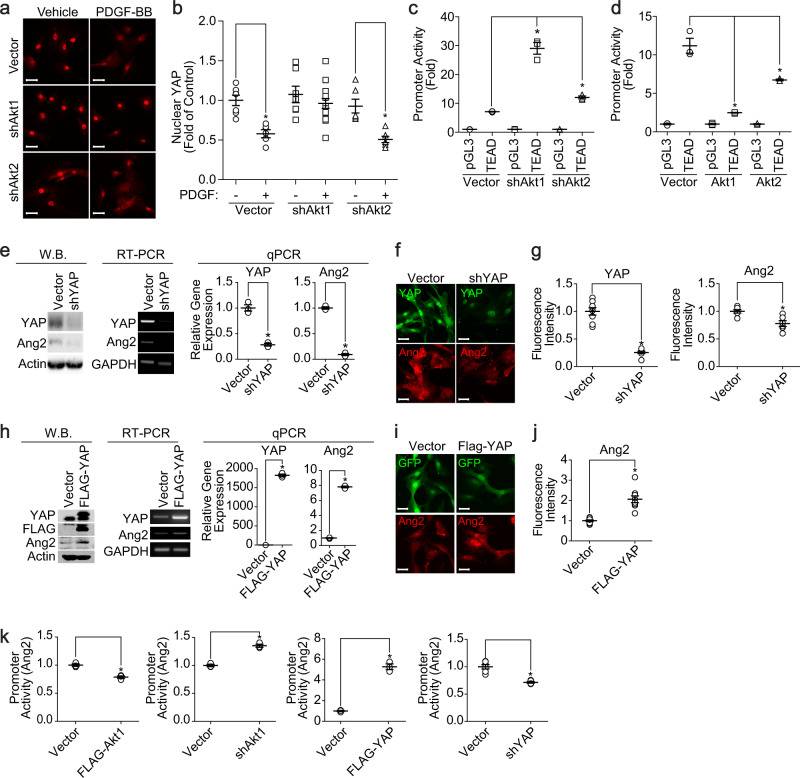 a
Vehicle PDGF-BB
Vector
shAkt1
shAkt2
b
Nuclear YAP
(Fold of Control)
2.0
1.5
1.0
0.5
0.0
*
*
PDGF: - + - + - +
Vector shAkt1 shAkt2
c
Promoter Activity
(Fold)
40
30
20
10
0
*
*
pGL3 TEAD pGL3 TEAD pGL3 TEAD
Vector shAkt1 shAkt2
d
Promoter Activity
(Fold)
15
10
5
0
*
*
pGL3 TEAD pGL3 TEAD pGL3 TEAD
Vector Akt1 Akt2
e
W.B.
Vector shYAP
YAP
Ang2
Actin
RT-PCR
Vector shYAP
YAP
Ang2
GAPDH
qPCR
Relative Gene
Expression
YAP
1.5
1.0
0.5
0.0
*
Vector shYAP
Ang2
1.5
1.0
0.5
0.0
*
Vector shYAP
f
Vector shYAP
YAP YAP
Ang2 Ang2
g
Fluorescence
Intensity
YAP
1.5
1.0
0.5
0.0
*
Vector shYAP
Fluorescence
Intensity
Ang2
1.5
1.0
0.5
0.0
*
Vector shYAP
h
W.B.
Vector FLAG-YAP
YAP
FLAG
Ang2
Actin
RT-PCR
Vector FLAG-YAP
YAP
Ang2
GAPDH
qPCR
Relative Gene
Expression
YAP
2000
1500
1000
500
0
*
Vector FLAG-YAP
Ang2
10
8
6
4
2
0
*
Vector FLAG-YAP
i
Vector Flag-YAP
GFP GFP
Ang2 Ang2
j
Fluorescence
Intensity
Ang2
4
3
2
1
0
*
Vector FLAG-YAP
k
Promoter
Activity (Ang2)
1.5
1.0
0.5
0.0
*
Vector FLAG-Akt1
Promoter
Activity (Ang2)
1.5
1.0
0.5
0.0
*
Vector shAkt1
Promoter
Activity (Ang2)
8
6
4
2
0
*
Vector FLAG-YAP
Promoter
Activity (Ang2)
1.5
1.0
0.5
0.0
*
Vector shYAP